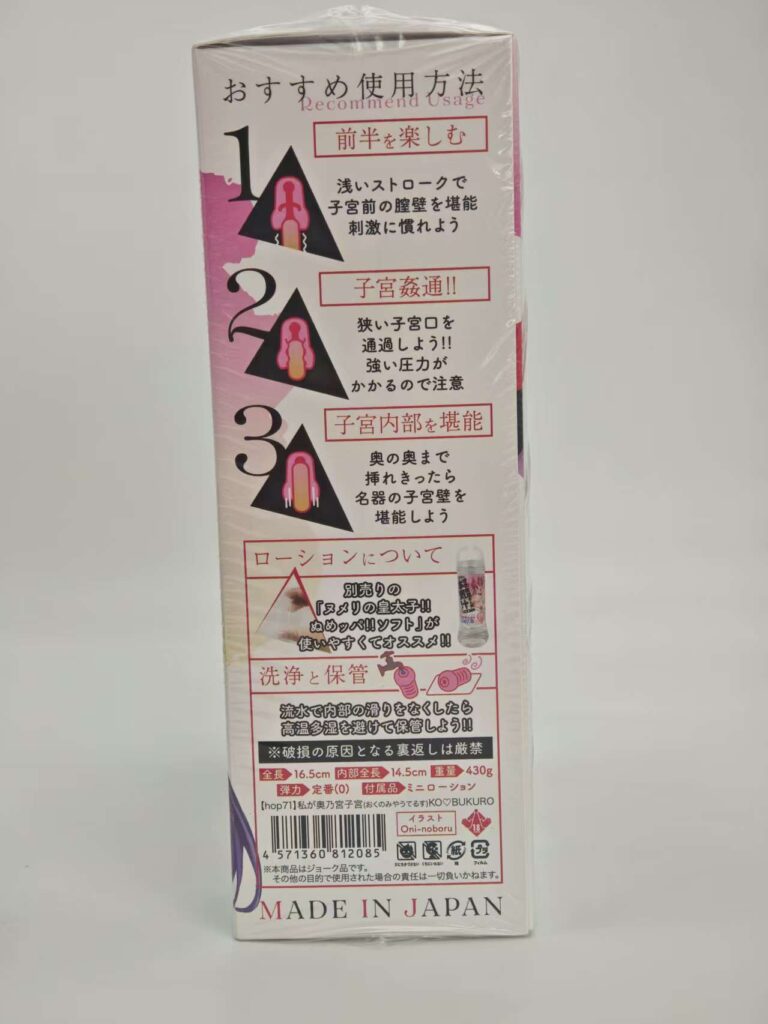 おすすめ使用方法
Recommend Usage
1
前半を楽しむ
浅いストロークで
子宮前の膣壁を堪能
刺激に慣れよう
2
子宮姦通!!
狭い子宮口を
通過しよう!!
強い圧力が
かかるので注意
3
子宮内部を堪能
奥の奥まで
挿れきったら
名器の子宮壁を
堪能しよう
ローションについて
別売りの
「ヌメリの皇太子!!
ぬめッパ!!ソフト」が
使いやすくてオススメ!!
洗浄と保管
流水で内部の滑りをなくしたら
高温多湿を避けて保管しよう!!
※破損の原因となる裏返しは厳禁
全長 16.5cm 内部全長 14.5cm 重量 430g
弾力 定番(0) 付属品 ミニローション
【hop71】私が奥乃宮子宮(おくのみやうてるす)KO♡BUKURO
イラスト
Oni-noboru
18
4 571360 812085
紙
プラ
フィルム
※本商品はジョーク品です。
その他の目的で使用された場合の責任は一切負いかねます。
MADE IN JAPAN